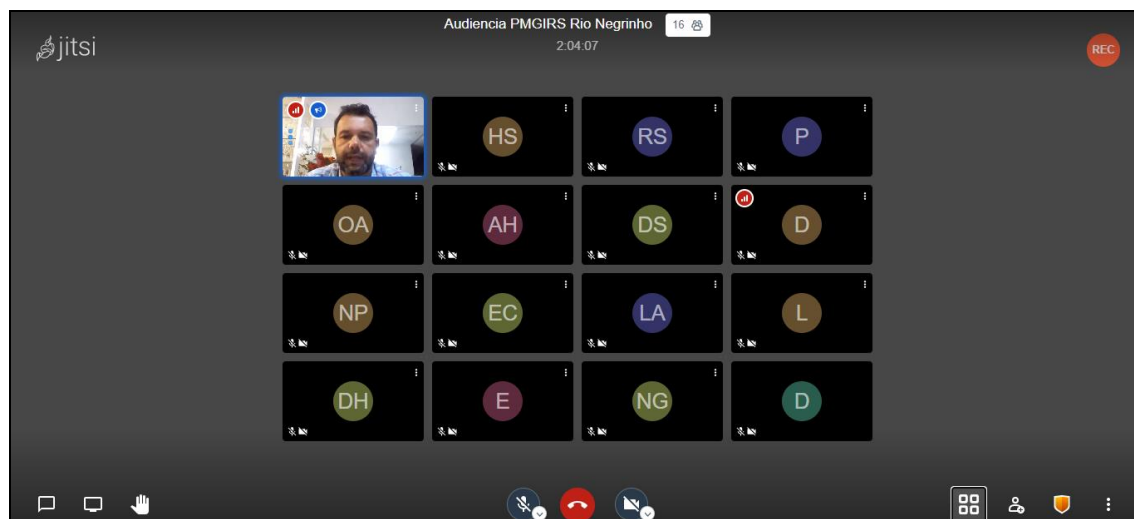 jitsi
Audiencia PMGIRS Rio Negrinho 16
2:04:07
REC
HS RS P
OA AH DS D
NP EC LA L
DH E NG D